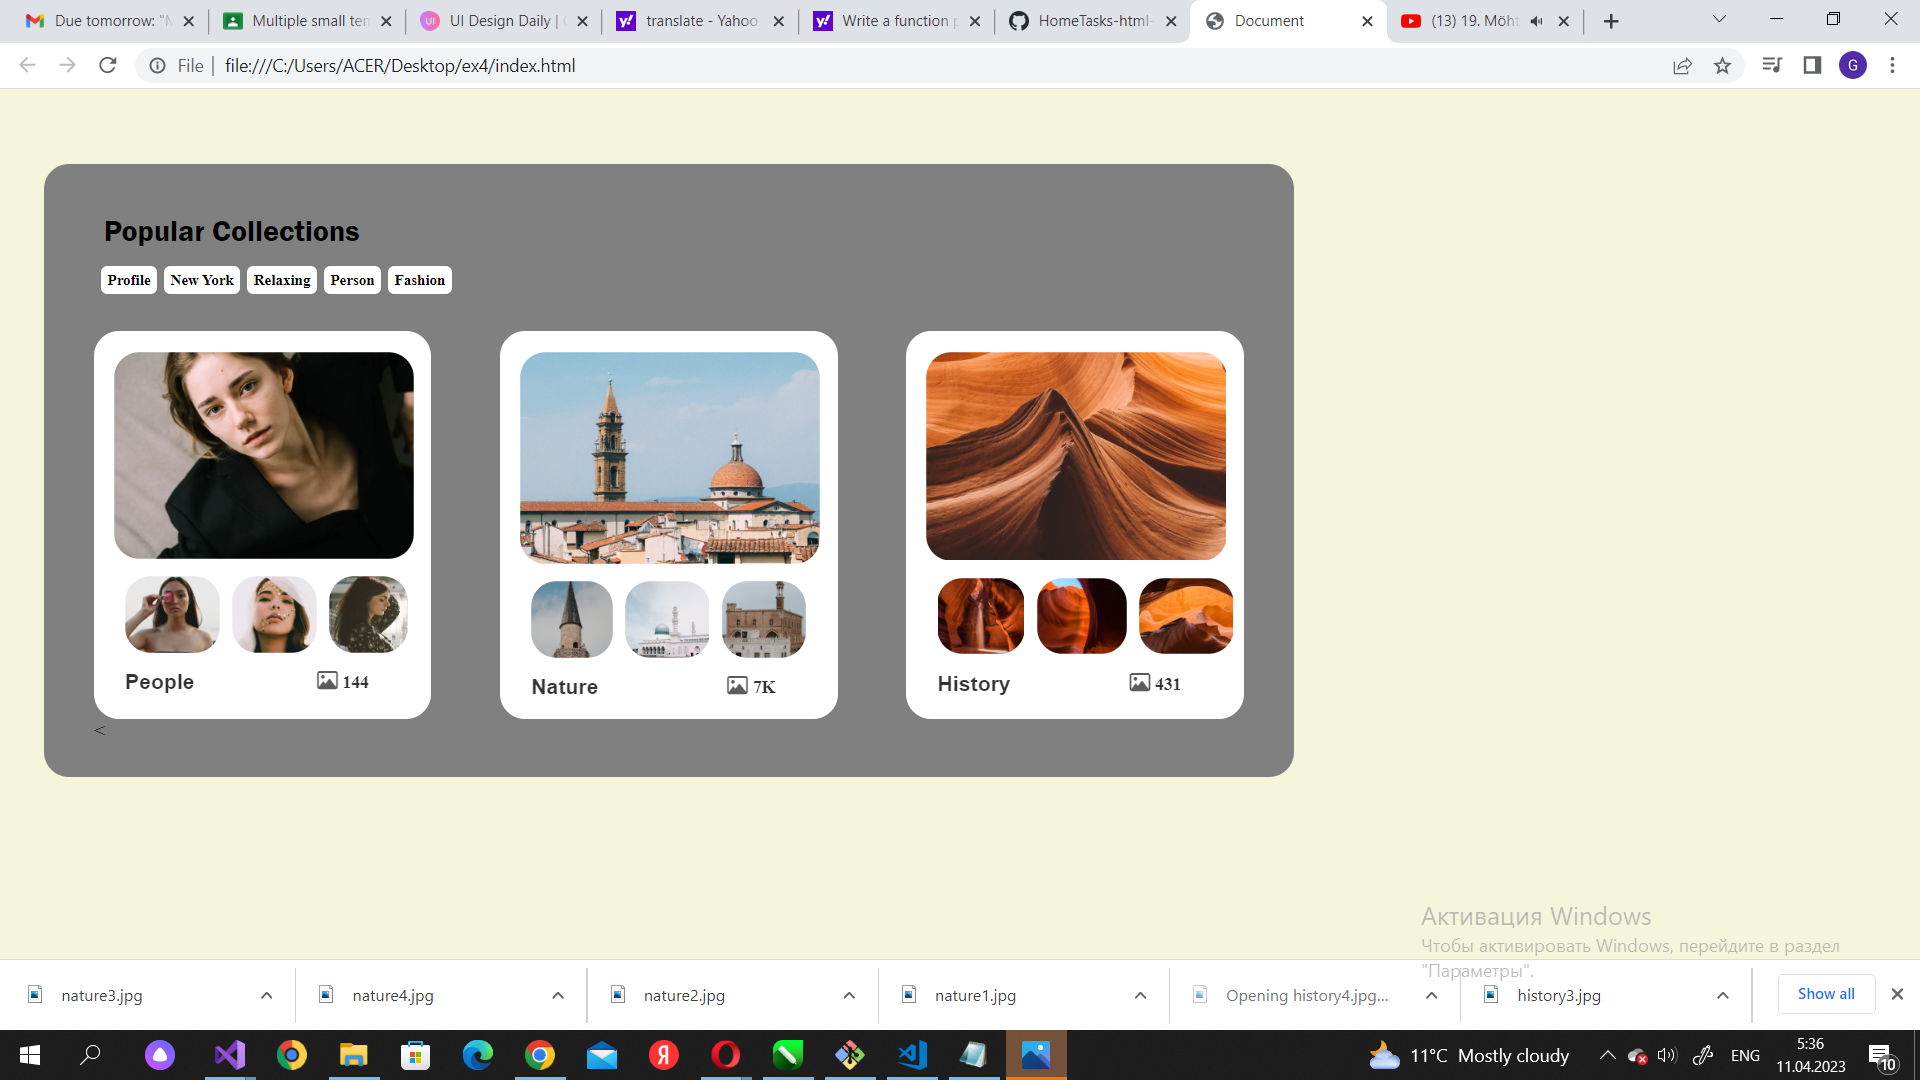 Due tomorrow: "M
Multiple small ten
UI Design Daily |
translate - Yahoo
Write a function p
HomeTasks-html-
Document
(13) 19. Möht
File | file:///C:/Users/ACER/Desktop/ex4/index.html
G
Popular Collections
Profile
New York
Relaxing
Person
Fashion
People
144
Nature
7K
History
431
<
Активация Windows
Чтобы активировать Windows, перейдите в раздел
"Параметры".
nature3.jpg
nature4.jpg
nature2.jpg
nature1.jpg
Opening history4.jpg...
history3.jpg
Show all
11°C Mostly cloudy
ENG
5:36
11.04.2023
10